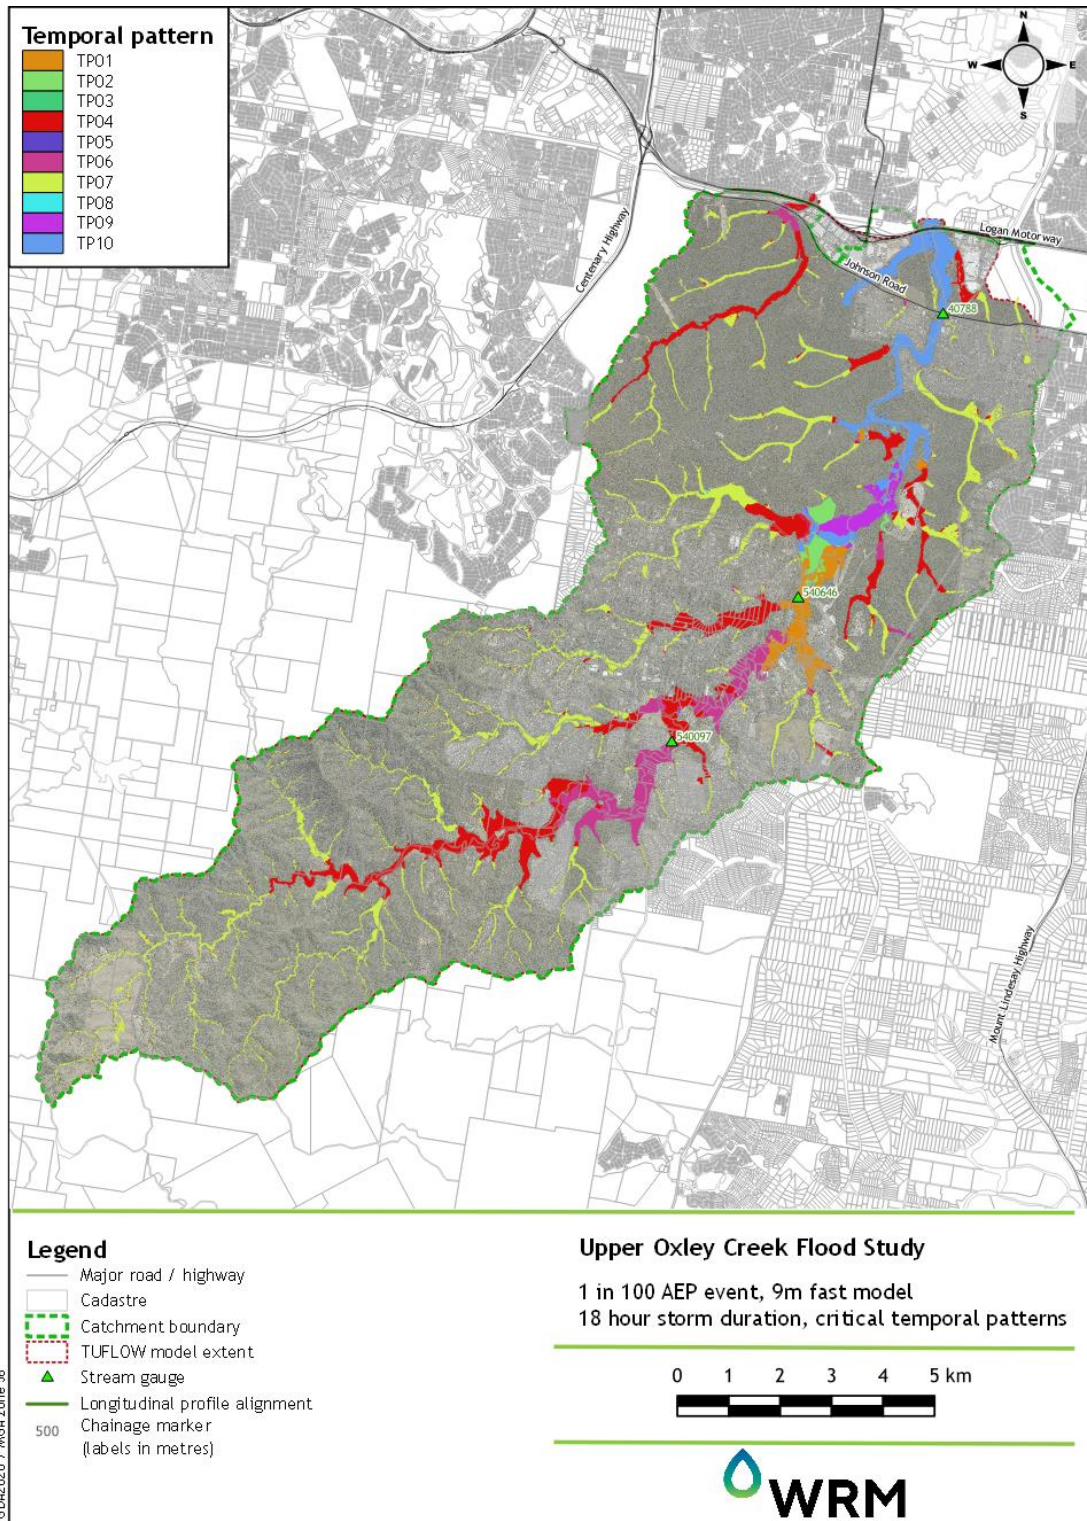 Temporal pattern
TP01
TP02
TP03
TP04
TP05
TP06
TP07
TP08
TP09
TP10
N
W
E
S
Centenary Highway
Logan Motorway
Johnson Road
40788
540646
540097
Mount Lindesay Highway
Legend
Major road / highway
Cadastre
Catchment boundary
TUFLOW model extent
Stream gauge
Longitudinal profile alignment
500
Chainage marker
(labels in metres)
Upper Oxley Creek Flood Study
1 in 100 AEP event, 9m fast model
18 hour storm duration, critical temporal patterns
0 1 2 3 4 5 km
WRM